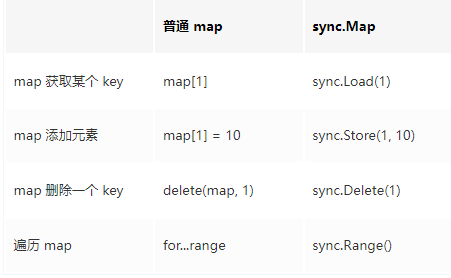 普通 map sync.Map
map 获取某个 key map[1] sync.Load(1)
map 添加元素 map[1] = 10 sync.Store(1, 10)
map 删除一个 key delete(map, 1) sync.Delete(1)
遍历 map for...range sync.Range()